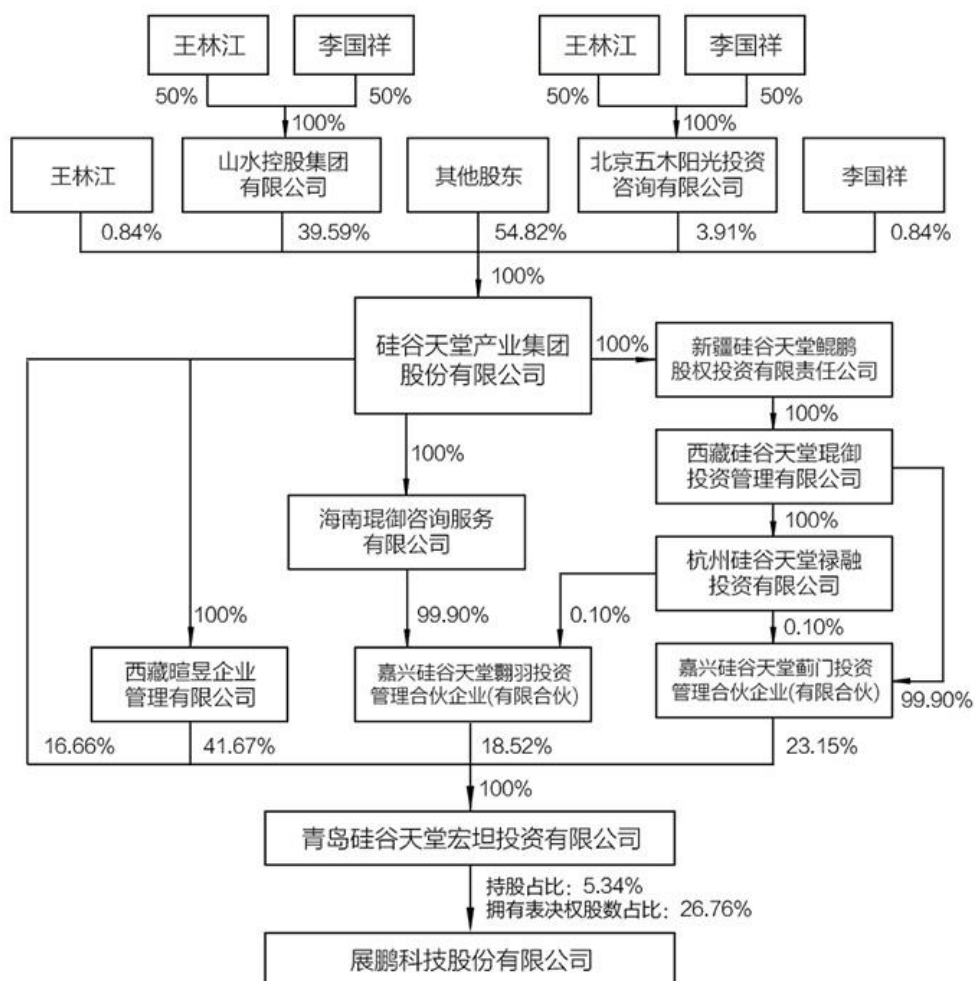 王林江
李国祥
王林江
李国祥
50%
50%
50%
50%
100%
100%
王林江
山水控股集团
有限公司
其他股东
北京五木阳光投资
咨询有限公司
李国祥
0.84%
39.59%
54.82%
3.91%
0.84%
100%
硅谷天堂产业集团
股份有限公司
100%
新疆硅谷天堂鲲鹏
股权投资有限责任公司
100%
100%
西藏硅谷天堂琨御
投资管理有限公司
海南琨御咨询服务
有限公司
100%
杭州硅谷天堂禄融
投资有限公司
100%
99.90%
0.10%
0.10%
西藏暄昱企业
管理有限公司
嘉兴硅谷天堂翾羽投资
管理合伙企业(有限合伙)
嘉兴硅谷天堂蓟门投资
管理合伙企业(有限合伙)
99.90%
16.66%
41.67%
18.52%
23.15%
100%
青岛硅谷天堂宏坦投资有限公司
持股占比：5.34%
拥有表决权股数占比：26.76%
展鹏科技股份有限公司